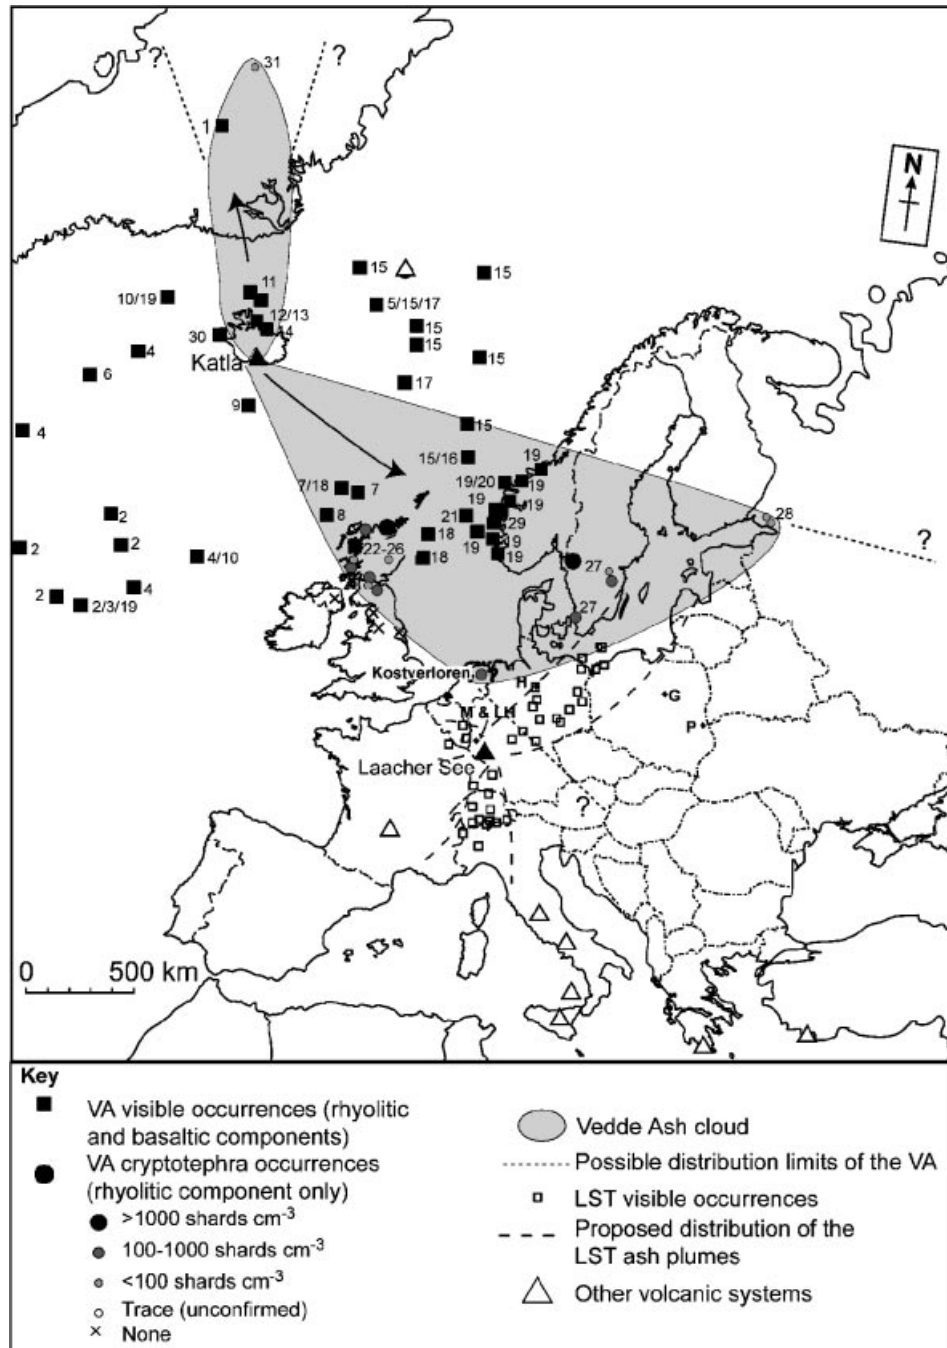 ?
31
?
1
N
11
15
15
10/19
5/15/17
12/13
14
15
30
15
4
Katla
15
6
17
9
4
15
15/16
19
7/18
7
19/20
19
19
19
2
8
21
29
28
18
4
?
2
2
22-26
19
19
4/10
18
19
27
2
4
2/3/19
27
Kostverloren
H
G
M & LH
P
Laacher See
?
0 500 km
Key
VA visible occurrences (rhyolitic
and basaltic components)
VA cryptotephra occurrences
(rhyolitic component only)
>1000 shards cm-3
100-1000 shards cm-3
<100 shards cm-3
Trace (unconfirmed)
None
Vedde Ash cloud
Possible distribution limits of the VA
LST visible occurrences
Proposed distribution of the
LST ash plumes
Other volcanic systems